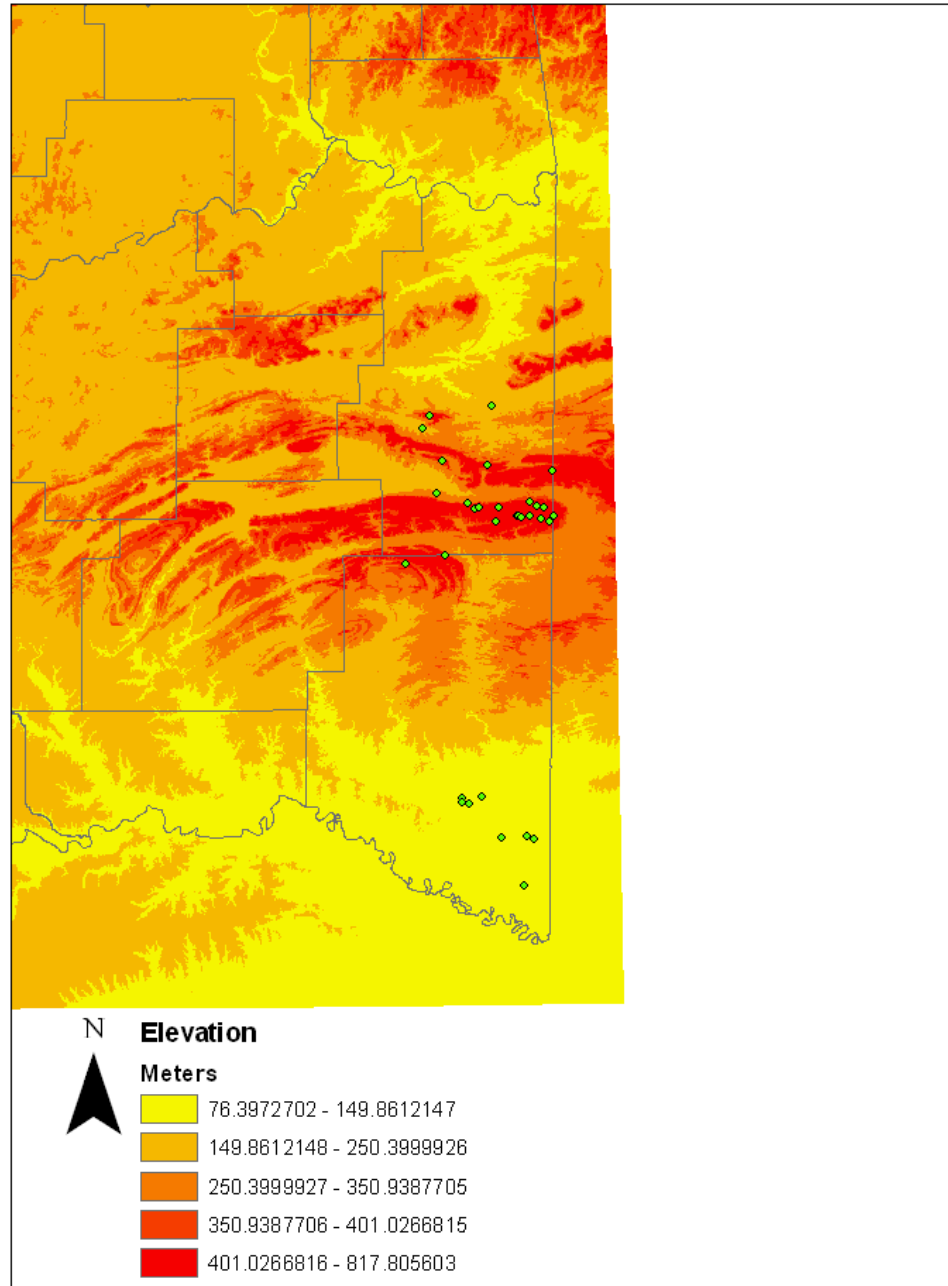 N
Elevation
Meters
76.3972702 - 149.8612147
149.8612148 - 250.3999926
250.3999927 - 350.9387705
350.9387706 - 401.0266815
401.0266816 - 817.805603